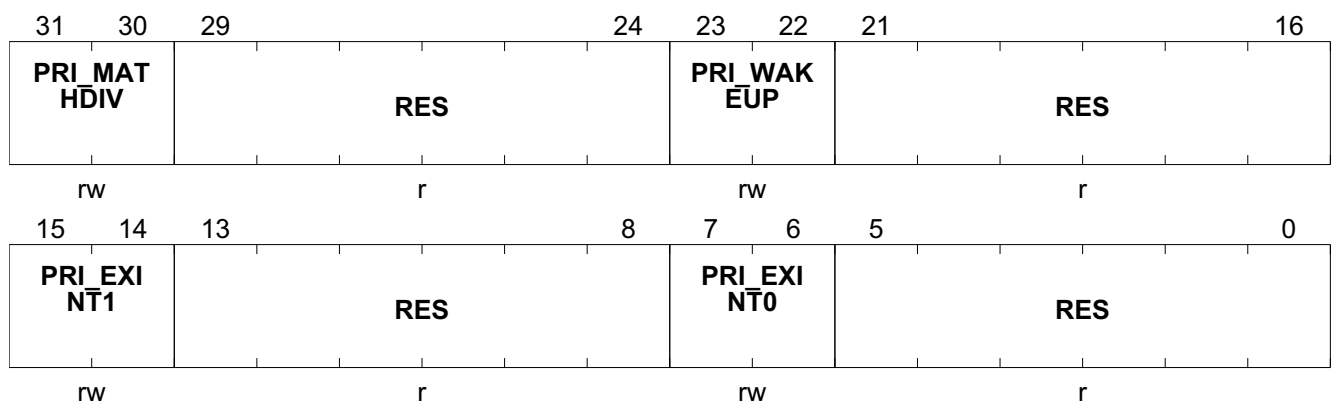 31 30 29 24 23 22 21 16
PRI_MAT PRI_WAK
HDIV RES EUP RES
rw r rw r
15 14 13 8 7 6 5 0
PRI_EXI PRI_EXI
NT1 RES NT0 RES
rw r rw r